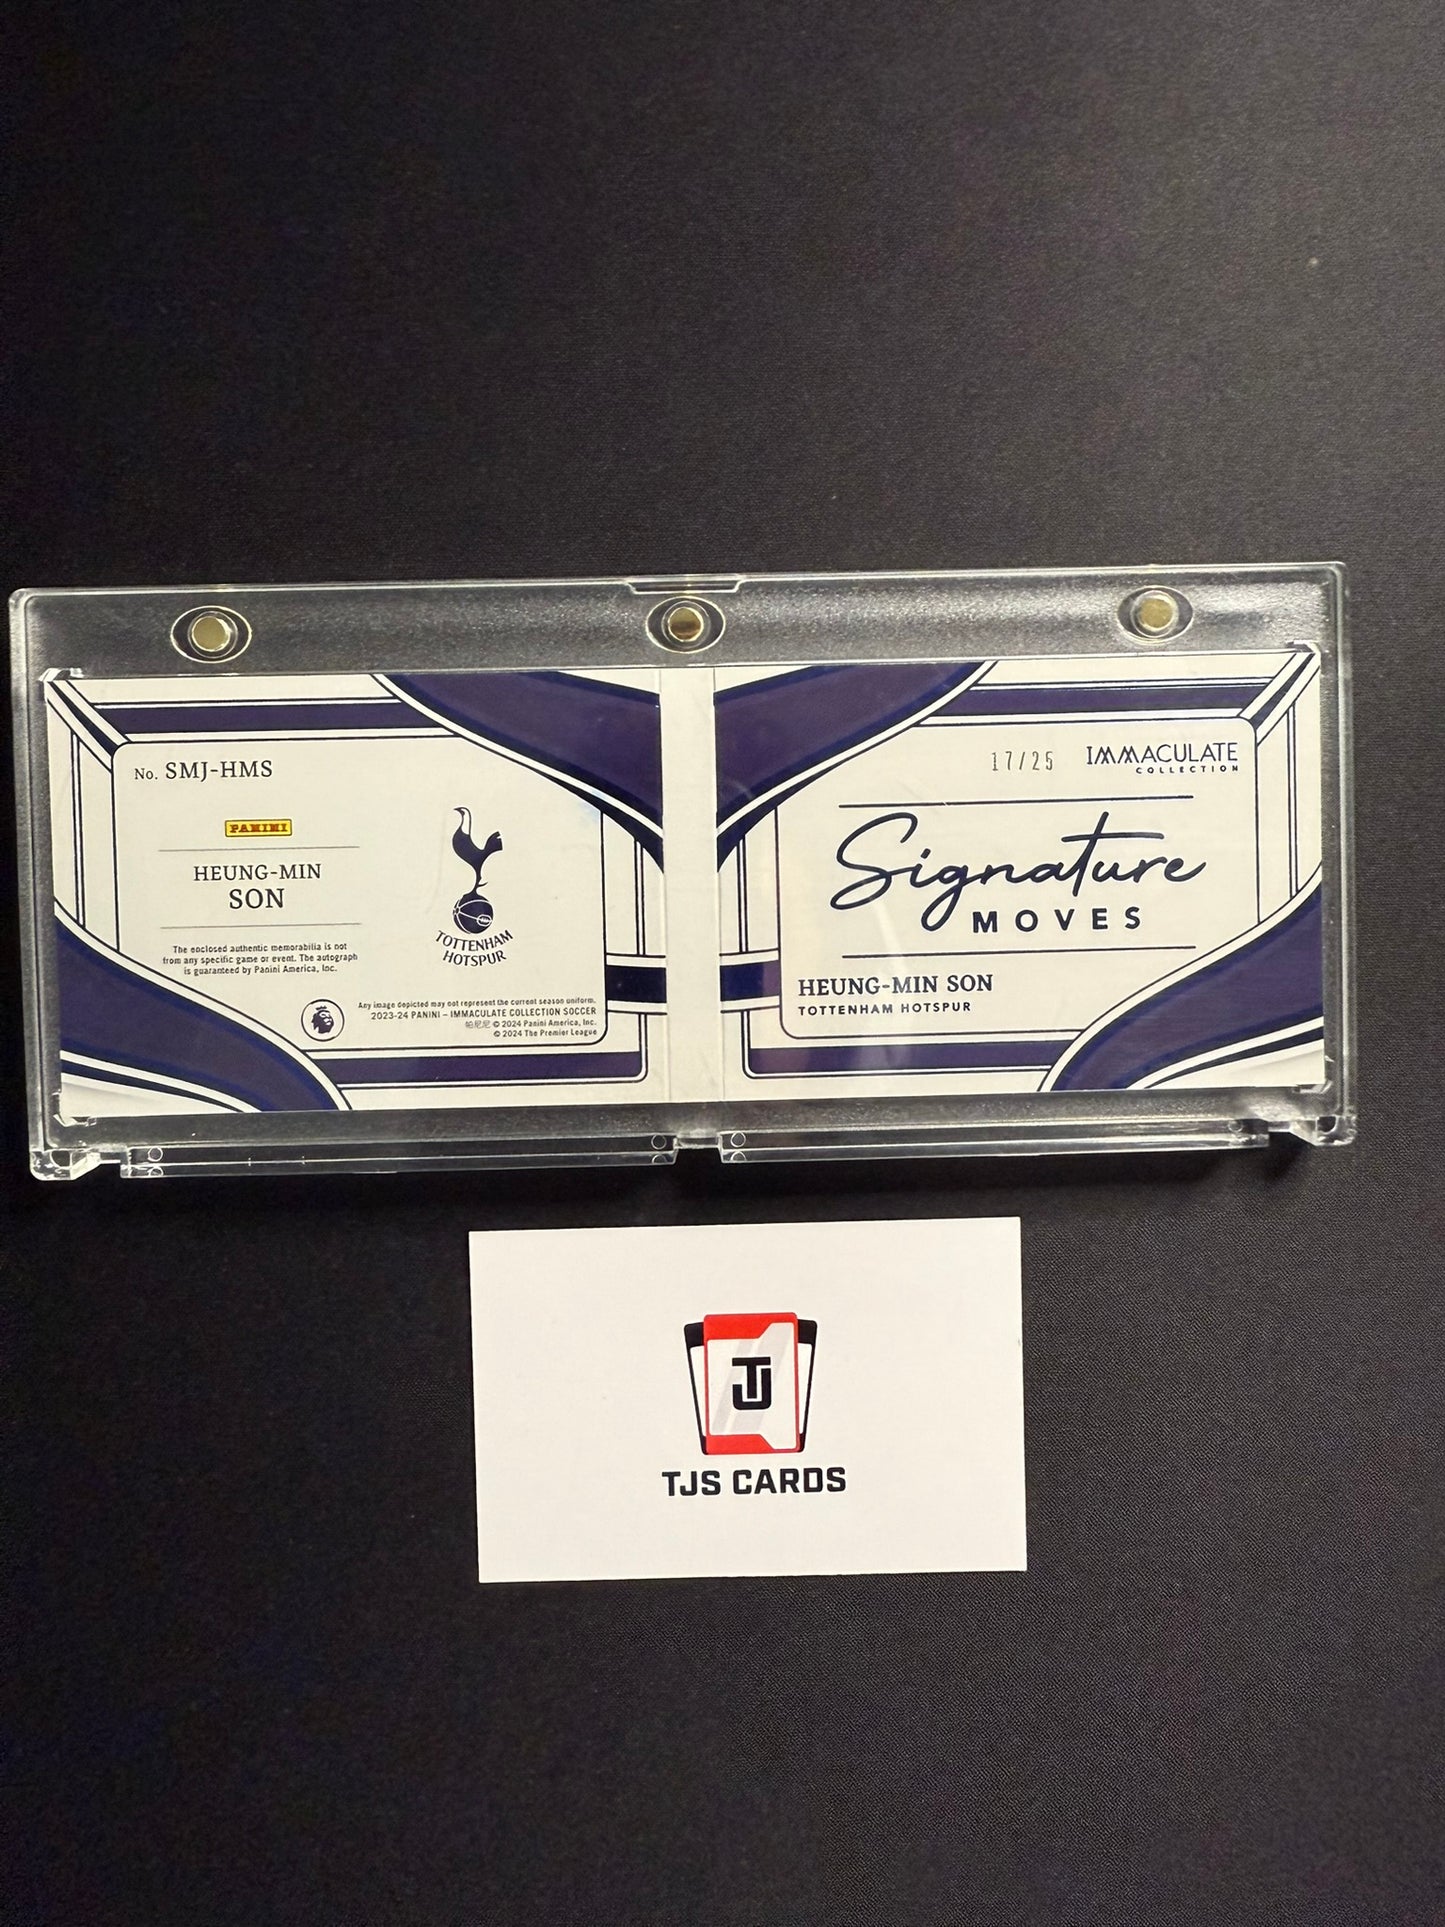 No. SMJ-HMS
PANINI
HEUNG-MIN
SON
The enclosed authentic memorabilia is not
from any specific game or event. The autograph
is guaranteed by Panini America, Inc.
TOTTENHAM
HOTSPUR
Any image depicted may not represent the current season uniform.
2023-24 PANINI – IMMACULATE COLLECTION SOCCER
帕尼尼 © 2024 Panini America, Inc.
© 2024 The Premier League
17/25
IMMACULATE
COLLECTION
Signature
MOVES
HEUNG-MIN SON
TOTTENHAM HOTSPUR
TJ
TJS CARDS